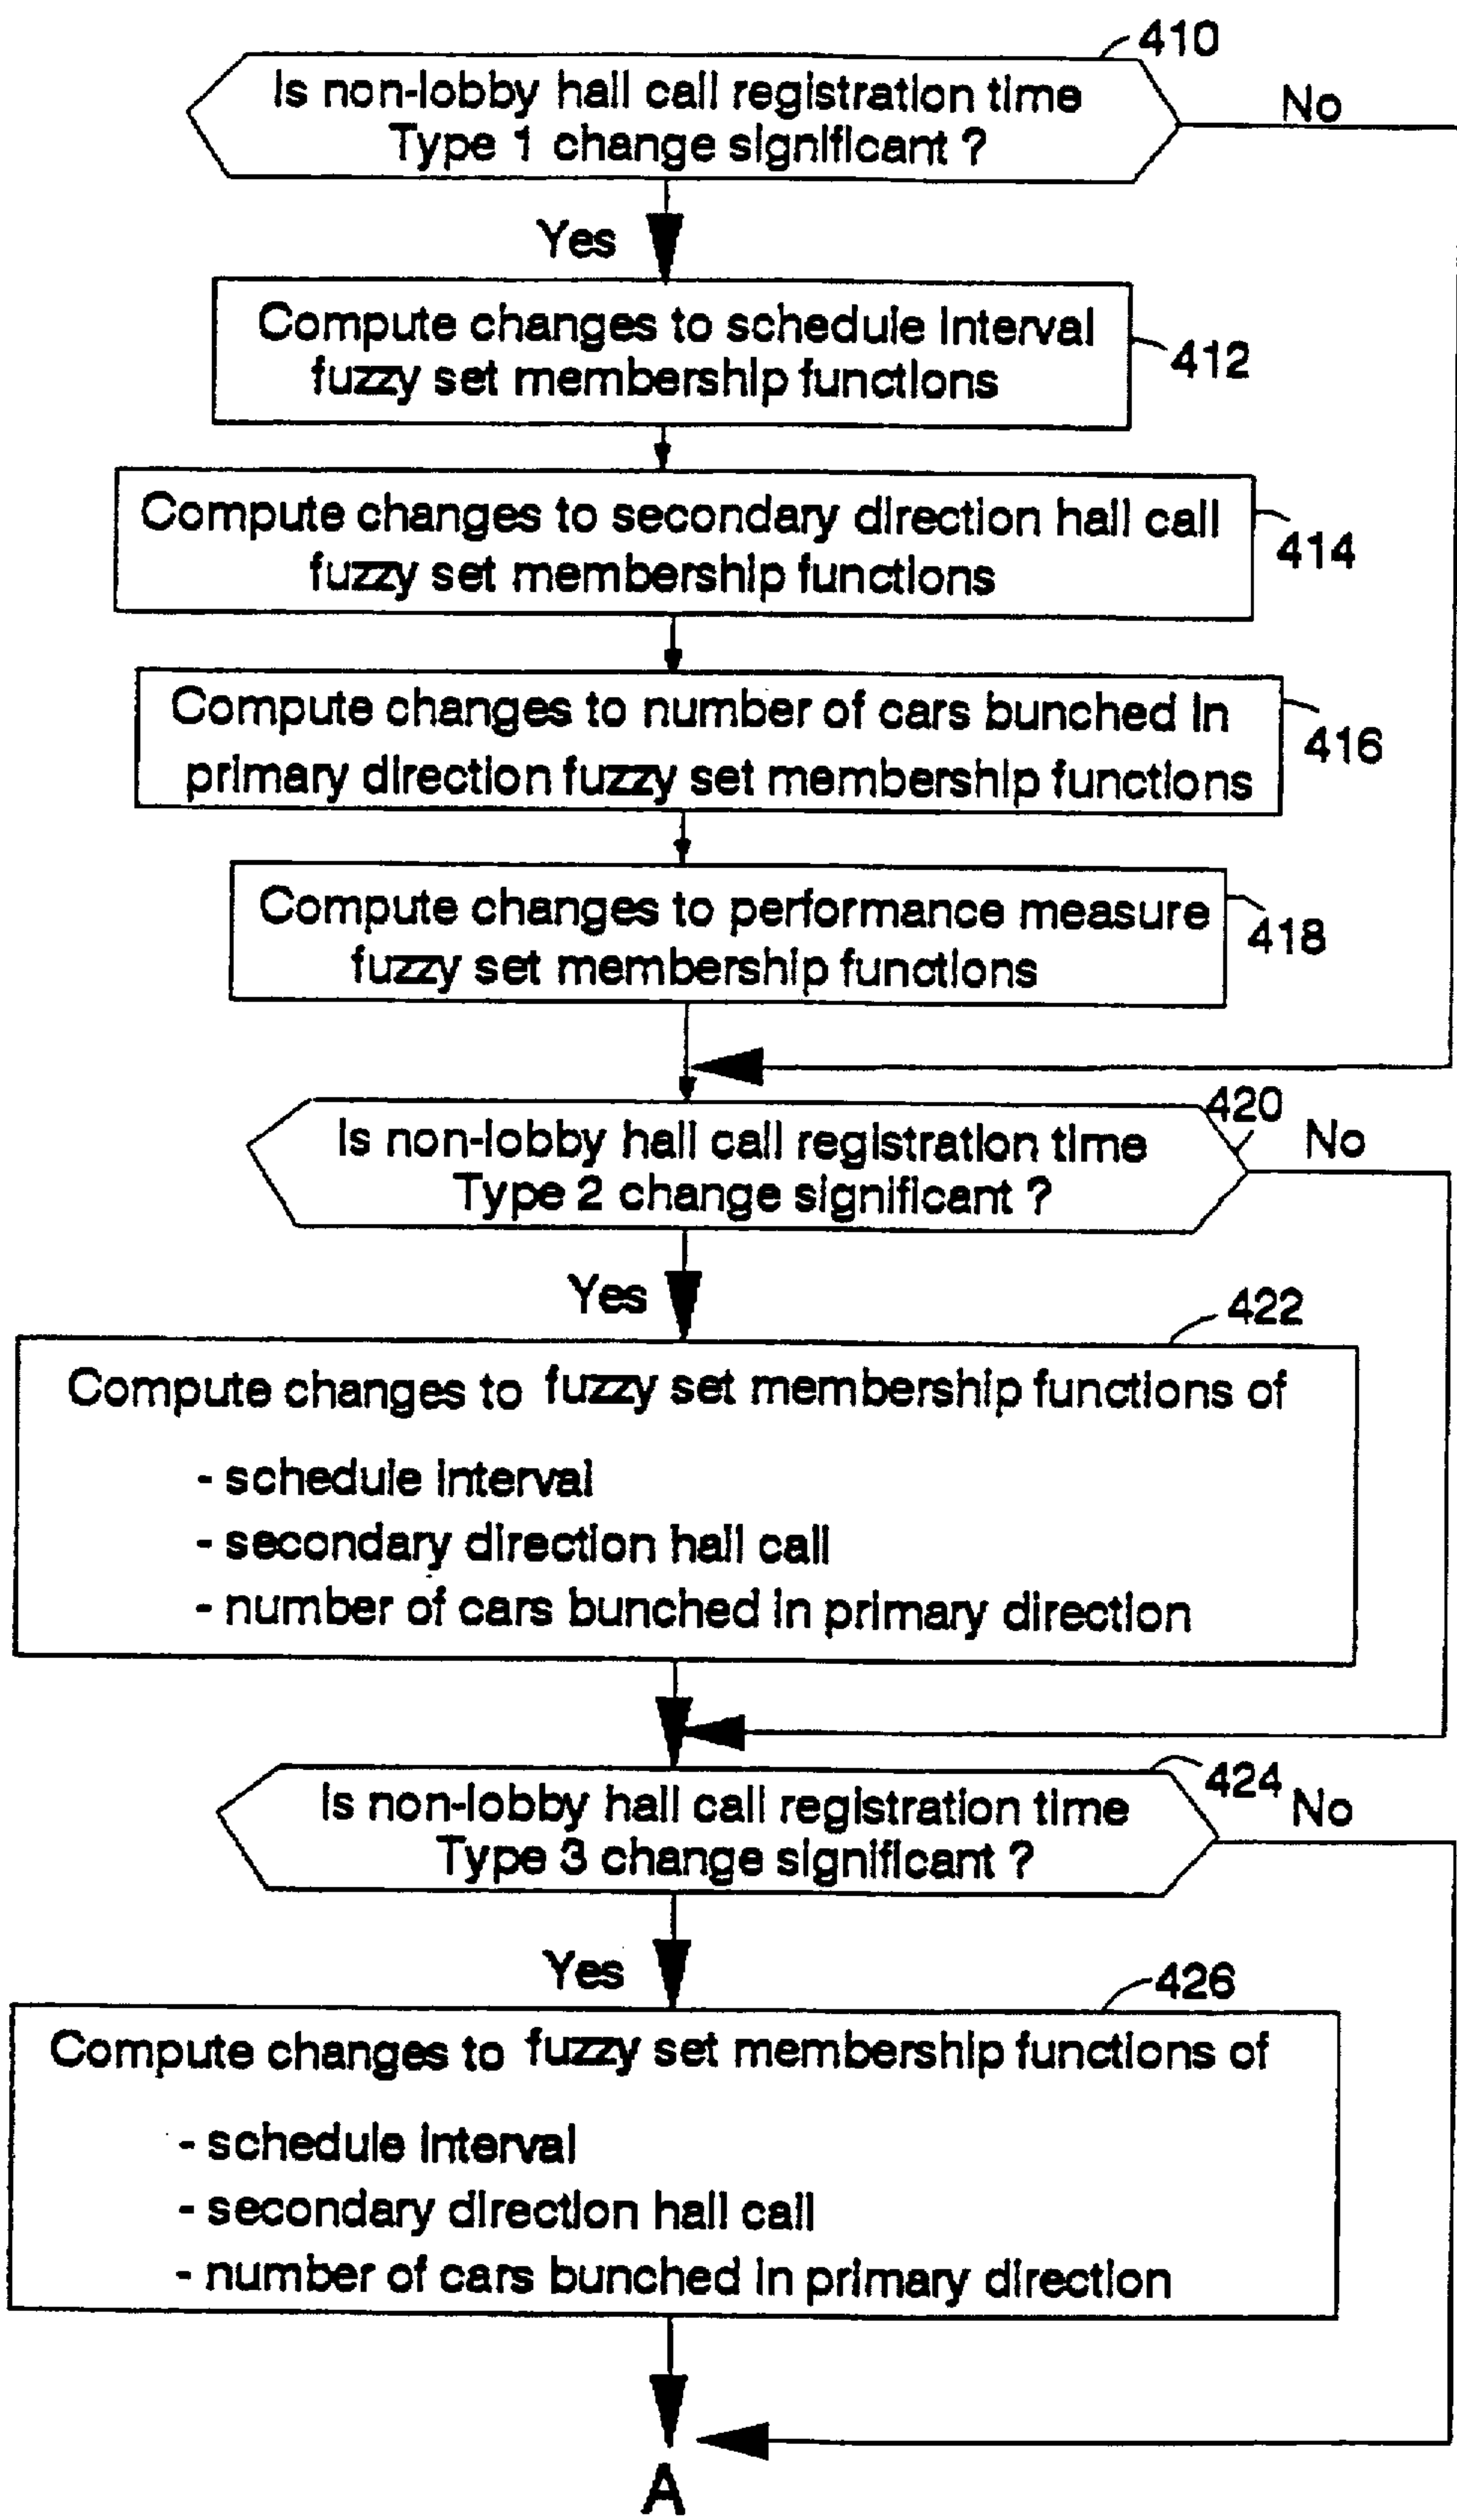 410
Is non-lobby hall call registration time
Type 1 change significant ?
No
Yes
Compute changes to schedule interval
fuzzy set membership functions
412
Compute changes to secondary direction hall call
fuzzy set membership functions
414
Compute changes to number of cars bunched in
primary direction fuzzy set membership functions
416
Compute changes to performance measure
fuzzy set membership functions
418
420
Is non-lobby hall call registration time
Type 2 change significant ?
No
Yes
422
Compute changes to fuzzy set membership functions of
- schedule interval
- secondary direction hall call
- number of cars bunched in primary direction
424
Is non-lobby hall call registration time
Type 3 change significant ?
No
Yes
426
Compute changes to fuzzy set membership functions of
- schedule interval
- secondary direction hall call
- number of cars bunched in primary direction
A